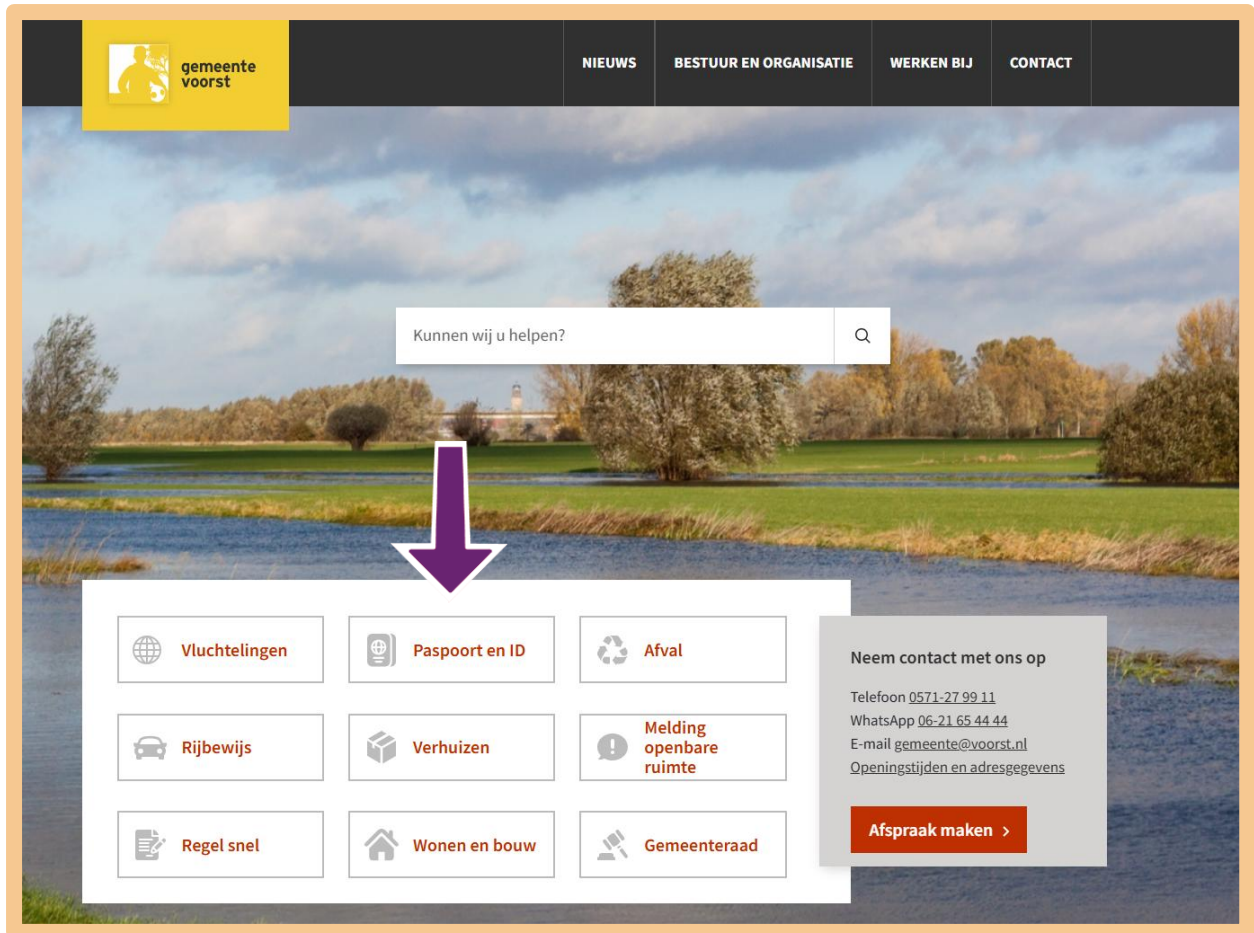 gemeente
voorst
NIEUWS
BESTUUR EN ORGANISATIE
WERKEN BIJ
CONTACT
Kunnen wij u helpen?
Vluchtelingen
Paspoort en ID
Afval
Rijbewijs
Verhuizen
Melding
openbare
ruimte
Regel snel
Wonen en bouw
Gemeenteraad
Neem contact met ons op
Telefoon 0571-27 99 11
WhatsApp 06-21 65 44 44
E-mail gemeente@voorst.nl
Openingstijden en adresgegevens
Afspraak maken